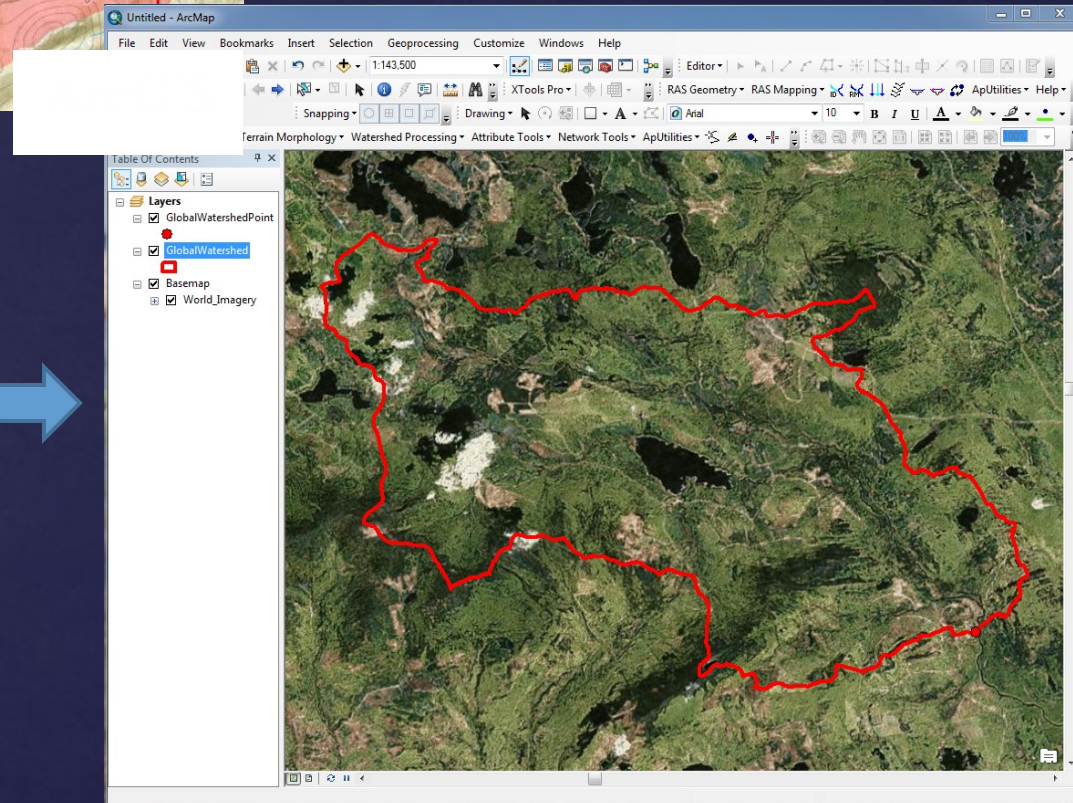 Untitled - ArcMap
File Edit View Bookmarks Insert Selection Geoprocessing Customize Windows Help
1:143,500 Editor
XTools Pro RAS Geometry RAS Mapping ApUtilities Help
Snapping Drawing A Arial 10 B I U A
Terrain Morphology Watershed Processing Attribute Tools Network Tools ApUtilities 100%
Table Of Contents
Layers
GlobalWatershedPoint
GlobalWatershed
Basemap
World_Imagery